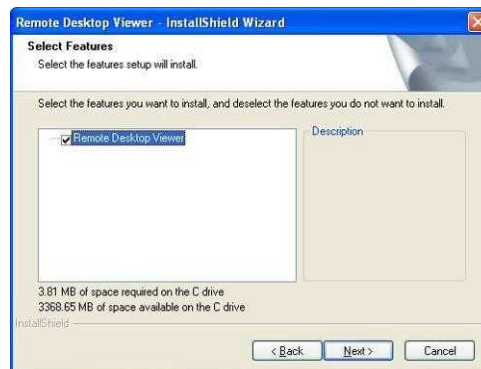 Remote Desktop Viewer - InstallShield Wizard
Select Features
Select the features setup will install.
Select the features you want to install, and deselect the features you do not want to install.
Remote Desktop Viewer
Description
3.81 MB of space required on the C drive
3368.65 MB of space available on the C drive
InstallShield
< Back
Next >
Cancel